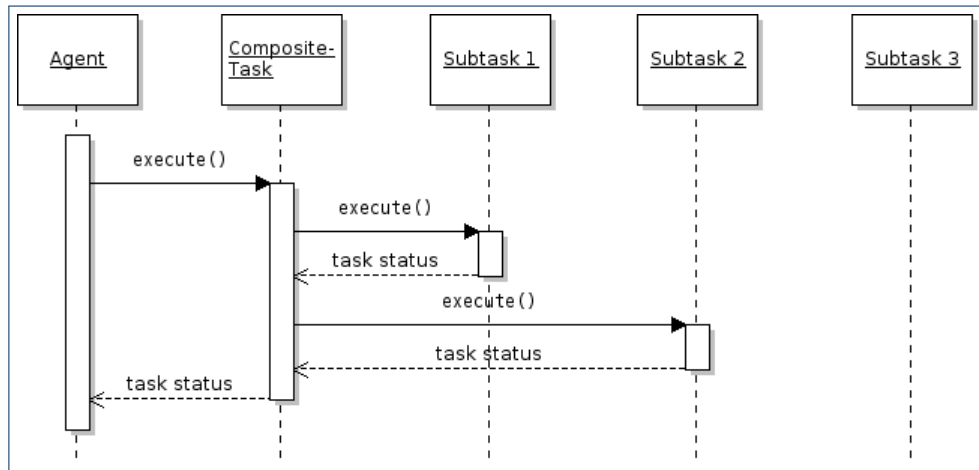 Agent
Composite-
Task
Subtask 1
Subtask 2
Subtask 3
execute()
execute()
task status
execute()
task status
task status